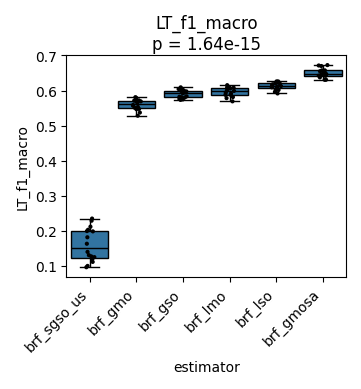 LT_f1_macro
p = 1.64e-15
LT_f1_macro
0.7
0.6
0.5
0.4
0.3
0.2
0.1
brf_sgso_us
brf_gmo
brf_gso
brf_lmo
brf_lso
brf_gmosa
estimator